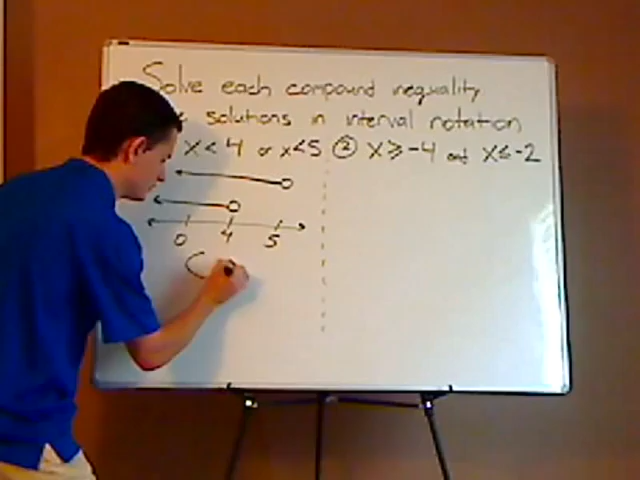 Solve each compound inequality
solutions in interval notation
x < 4 or x < 5 ② x ≥ -4 and x ≤ -2
0 4 5
(